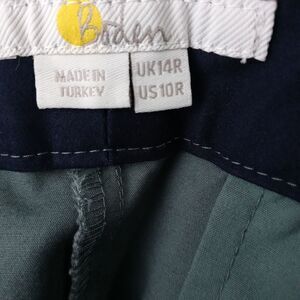 Boden
MADE IN
TURKEY
UK14R
US10R